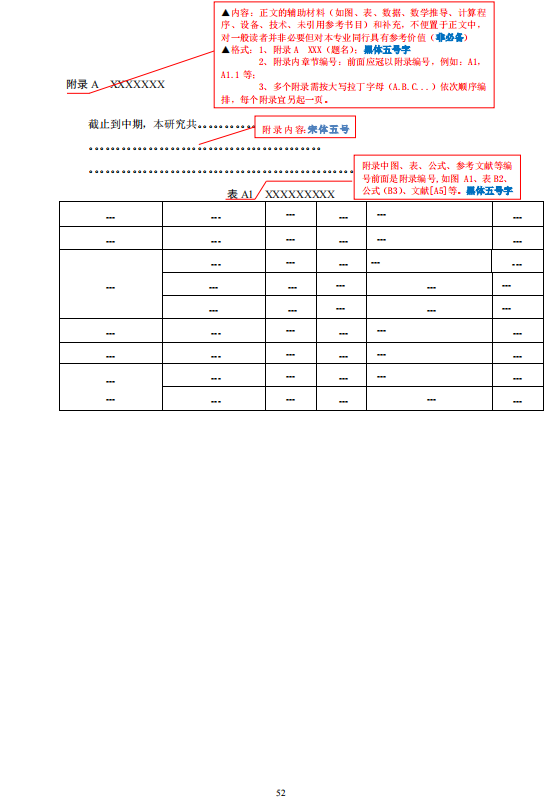 ▲内容：正文的辅助材料（如图、表、数据、数学推导、计算程
序、设备、技术、未引用参考书目）和补充，不便置于正文中，
对一般读者并非必要但对本专业同行具有参考价值（非必备）
▲格式：1、附录 A XXX（题名）；黑体五号字
2、附录内章节编号：前面应冠以附录编号，例如：A1，
A1.1 等；
3、多个附录需按大写拉丁字母（A.B.C...）依次顺序编
排，每个附录宜另起一页。
附录 A XXXXXXX
截止到中期，本研究共。。。。。。。。。
附录内容：宋体五号
。。。。。。。。。。。。。。。。。。。。。。。。。。。。。。。。。。。。。
。。。。。。。。。。。。。。。。。。。。。。。。。。。。。。。。。。。。。。。。。。
附录中图、表、公式、参考文献等编
号前面是附录编号，如图 A1、表 B2、
公式（B3）、文献[A5]等。黑体五号字
表 A1 XXXXXXXXX
--- --- --- --- --- ---
--- --- --- --- --- ---
--- --- --- --- ---
--- --- --- --- --- ---
--- --- --- --- ---
--- --- --- --- --- ---
--- --- --- --- --- ---
--- --- --- --- --- ---
--- --- --- --- --- ---
52